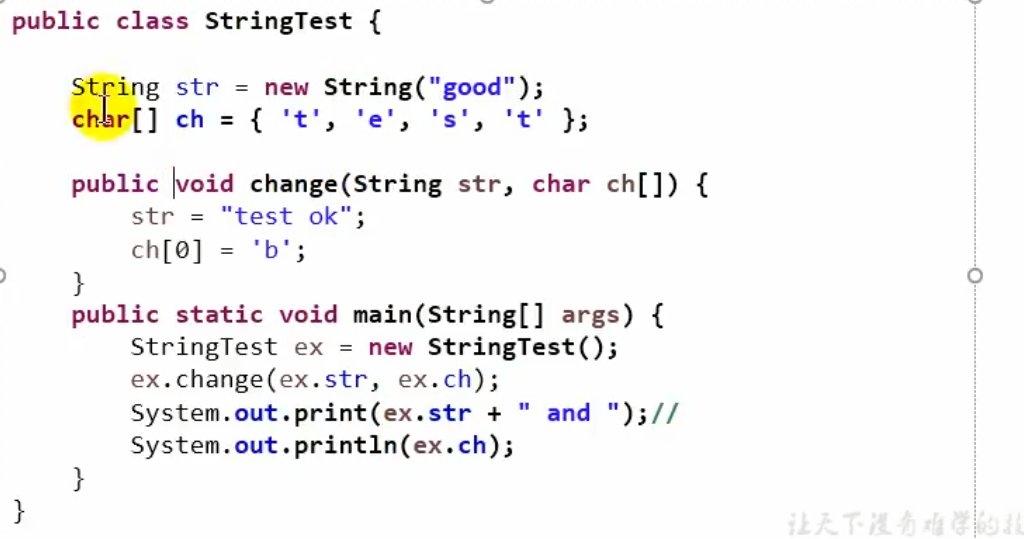 public class StringTest {
String str = new String("good");
char[] ch = { 't', 'e', 's', 't' };
public void change(String str, char ch[]) {
str = "test ok";
ch[0] = 'b';
}
public static void main(String[] args) {
StringTest ex = new StringTest();
ex.change(ex.str, ex.ch);
System.out.print(ex.str + " and ");//
System.out.println(ex.ch);
}
}
让天下没有难学的技